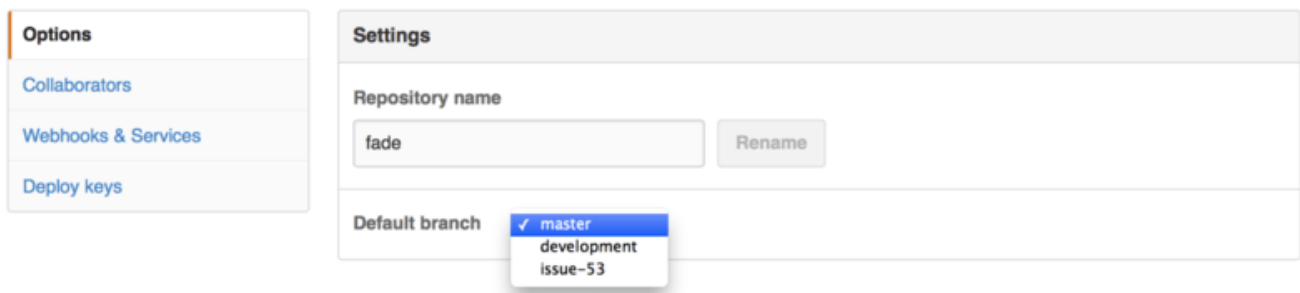 Options
Collaborators
Webhooks & Services
Deploy keys
Settings
Repository name
fade Rename
Default branch ✓ master
development
issue-53